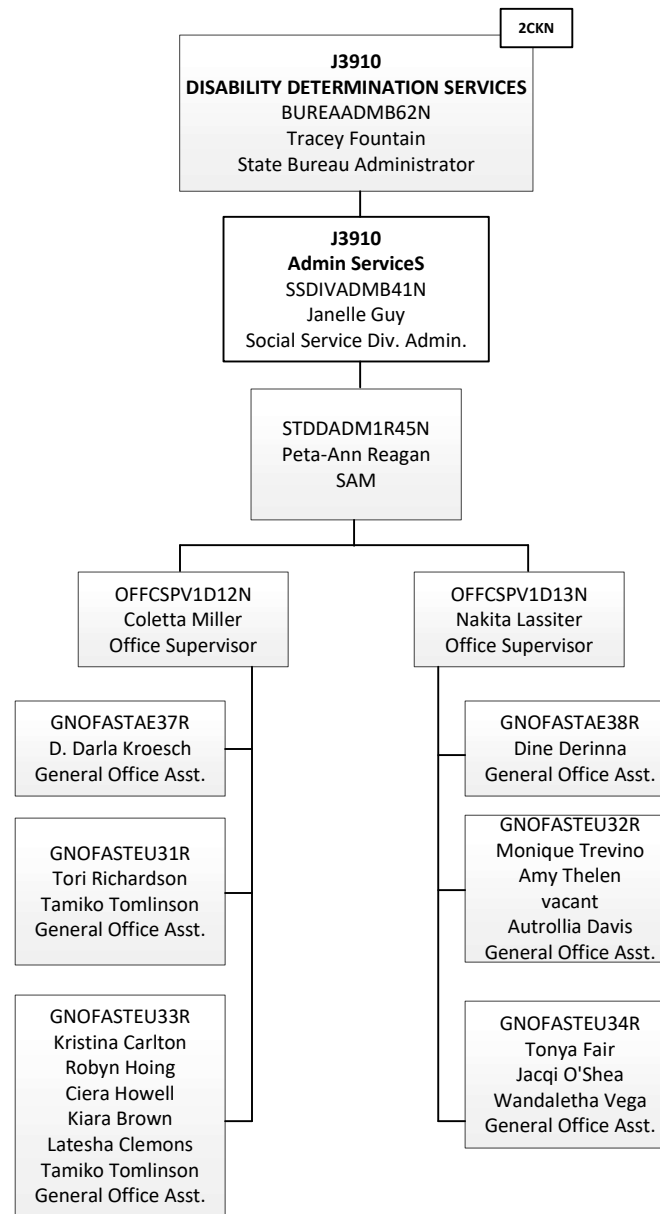 2CKN
J3910
DISABILITY DETERMINATION SERVICES
BUREAADMB62N
Tracey Fountain
State Bureau Administrator
J3910
Admin ServiceS
SSDIVADMB41N
Janelle Guy
Social Service Div. Admin.
STDDADM1R45N
Peta-Ann Reagan
SAM
OFFCSPV1D12N
Coletta Miller
Office Supervisor
OFFCSPV1D13N
Nakita Lassiter
Office Supervisor
GNOFASTAE37R
D. Darla Kroesch
General Office Asst.
GNOFASTAE38R
Dine Derinna
General Office Asst.
GNOFASTEU31R
Tori Richardson
Tamiko Tomlinson
General Office Asst.
GNOFASTEU32R
Monique Trevino
Amy Thelen
vacant
Autrollia Davis
General Office Asst.
GNOFASTEU33R
Kristina Carlton
Robyn Hoing
Ciera Howell
Kiara Brown
Latesha Clemons
Tamiko Tomlinson
General Office Asst.
GNOFASTEU34R
Tonya Fair
Jacqi O'Shea
Wandaletha Vega
General Office Asst.